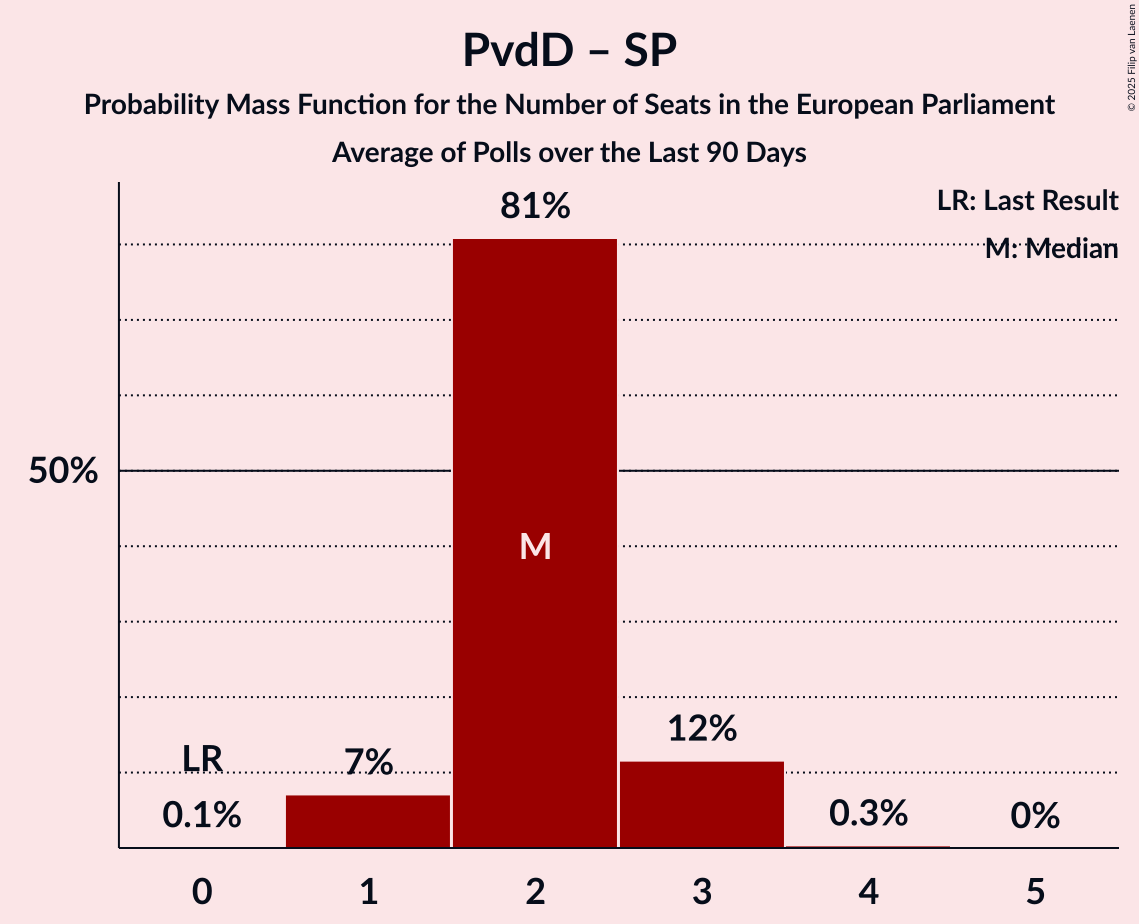 PvdD – SP
Probability Mass Function for the Number of Seats in the European Parliament
Average of Polls over the Last 90 Days
© 2025 Filip van Laenen
LR: Last Result
M: Median
81%
50%
M
12%
LR
7%
0.1%
0.3%
0%
0 1 2 3 4 5